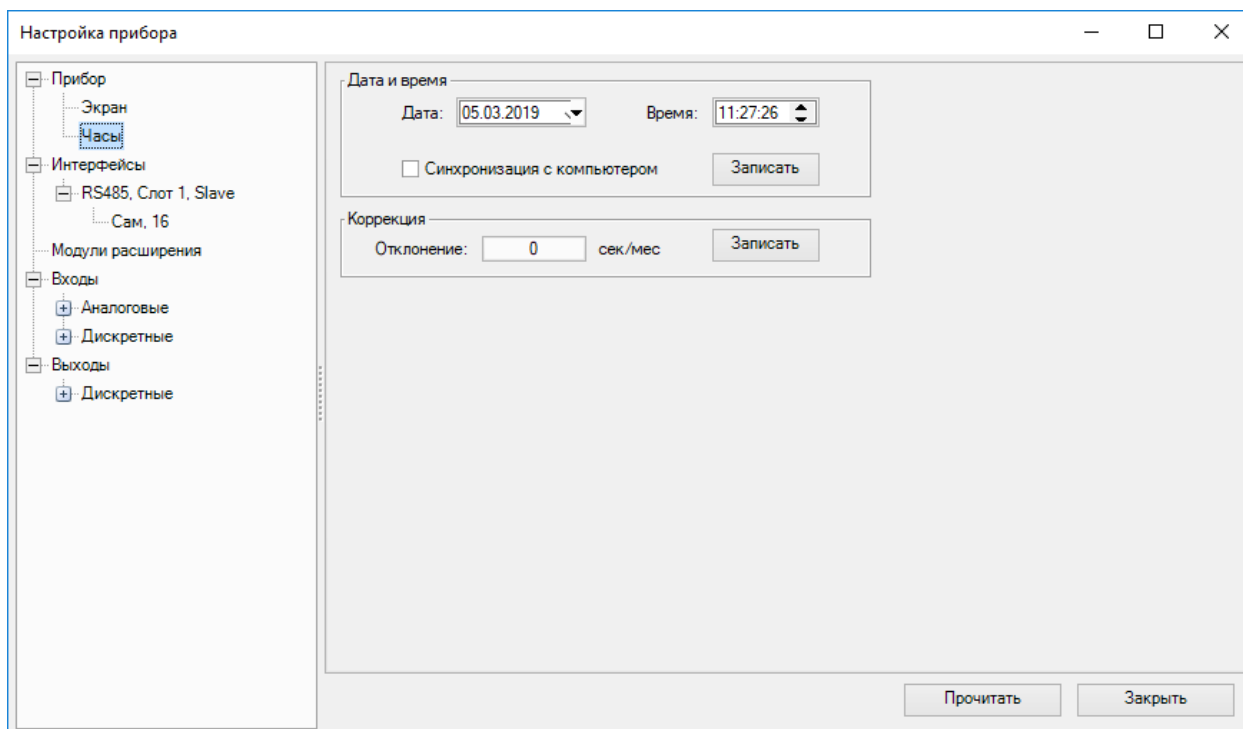 Настройка прибора
Прибор
Экран
Часы
Интерфейсы
RS485, Слот 1, Slave
Сам, 16
Модули расширения
Входы
Аналоговые
Дискретные
Выходы
Дискретные
Дата и время
Дата: 05.03.2019 Время: 11:27:26
Синхронизация с компьютером Записать
Коррекция
Отклонение: 0 сек/мес Записать
Прочитать Закрыть